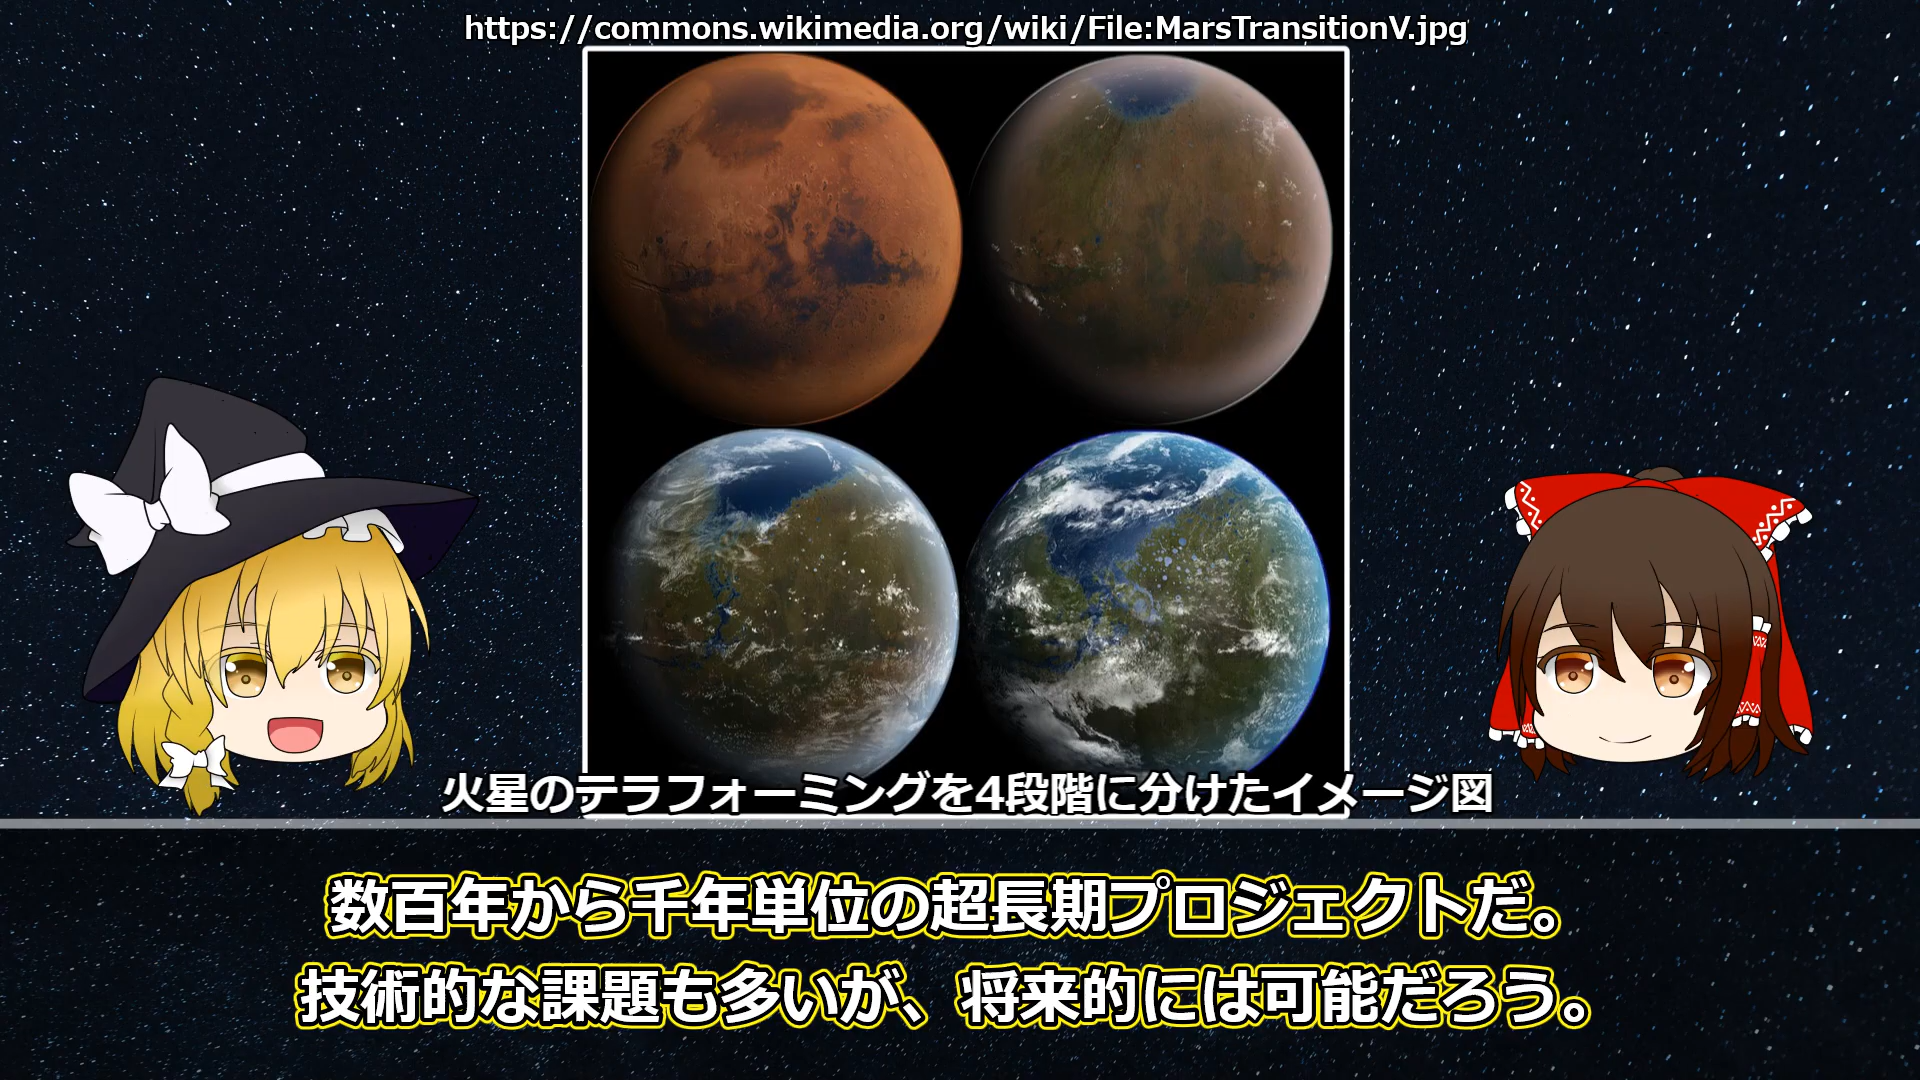 https://commons.wikimedia.org/wiki/File:MarsTransitionV.jpg
火星のテラフォーミングを4段階に分けたイメージ図
数百年から千年単位の超長期プロジェクトだ。
技術的な課題も多いが、将来的には可能だろう。